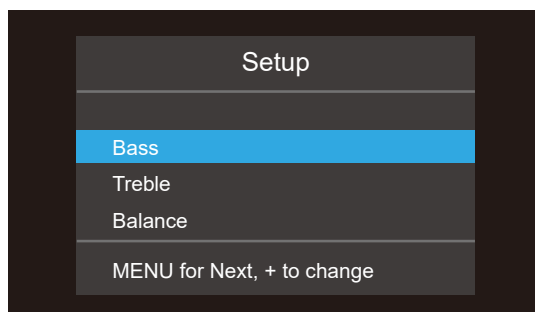 Setup
Bass
Treble
Balance
MENU for Next, + to change